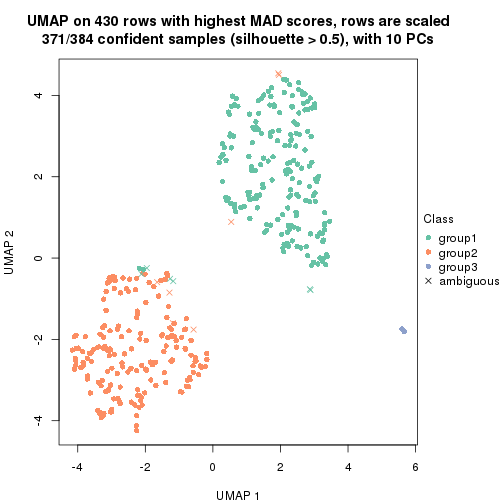 UMAP on 430 rows with highest MAD scores, rows are scaled
371/384 confident samples (silhouette > 0.5), with 10 PCs
4
2
0
-2
-4
UMAP 2
-4
-2
0
2
4
6
UMAP 1
Class
group1
group2
group3
ambiguous